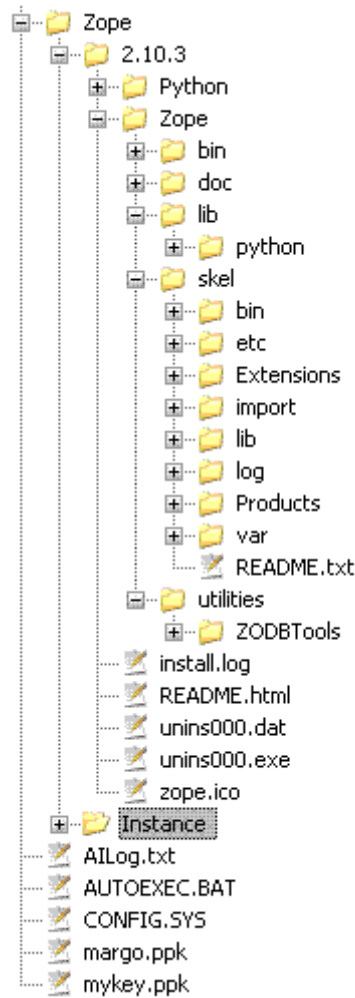 Zope
2.10.3
Python
Zope
bin
doc
lib
python
skel
bin
etc
Extensions
import
lib
log
Products
var
README.txt
utilities
ZODBTools
install.log
README.html
unins000.dat
unins000.exe
zope.ico
Instance
AILog.txt
AUTOEXEC.BAT
CONFIG.SYS
margo.ppk
mykey.ppk